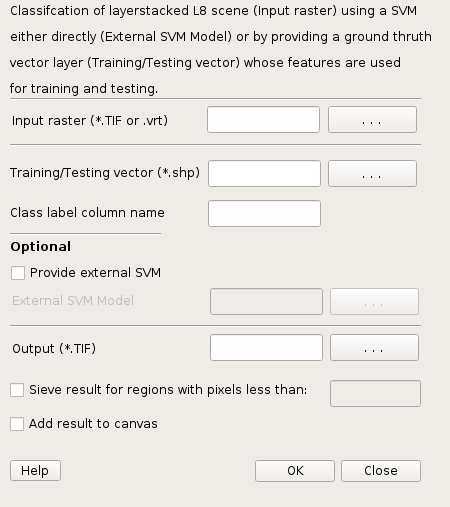 Classifcation of layerstacked L8 scene (Input raster) using a SVM
either directly (External SVM Model) or by providing a ground thruth
vector layer (Training/Testing vector) whose features are used
for training and testing.
Input raster (*.TIF or .vrt) ...
Training/Testing vector (*.shp) ...
Class label column name
Optional
Provide external SVM
External SVM Model ...
Output (*.TIF) ...
Sieve result for regions with pixels less than:
Add result to canvas
Help OK Close